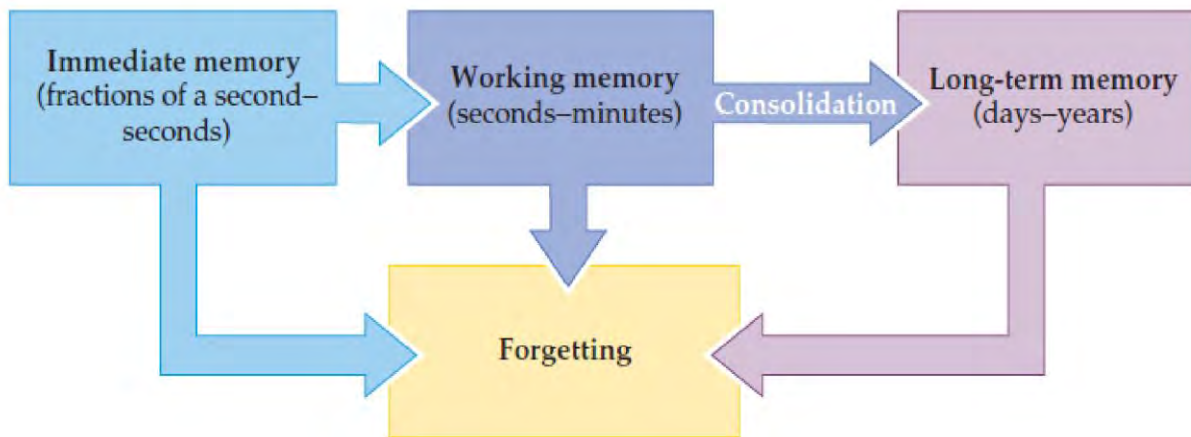 Immediate memory
(fractions of a second–
seconds)
Working memory
(seconds–minutes)
Consolidation
Long-term memory
(days–years)
Forgetting